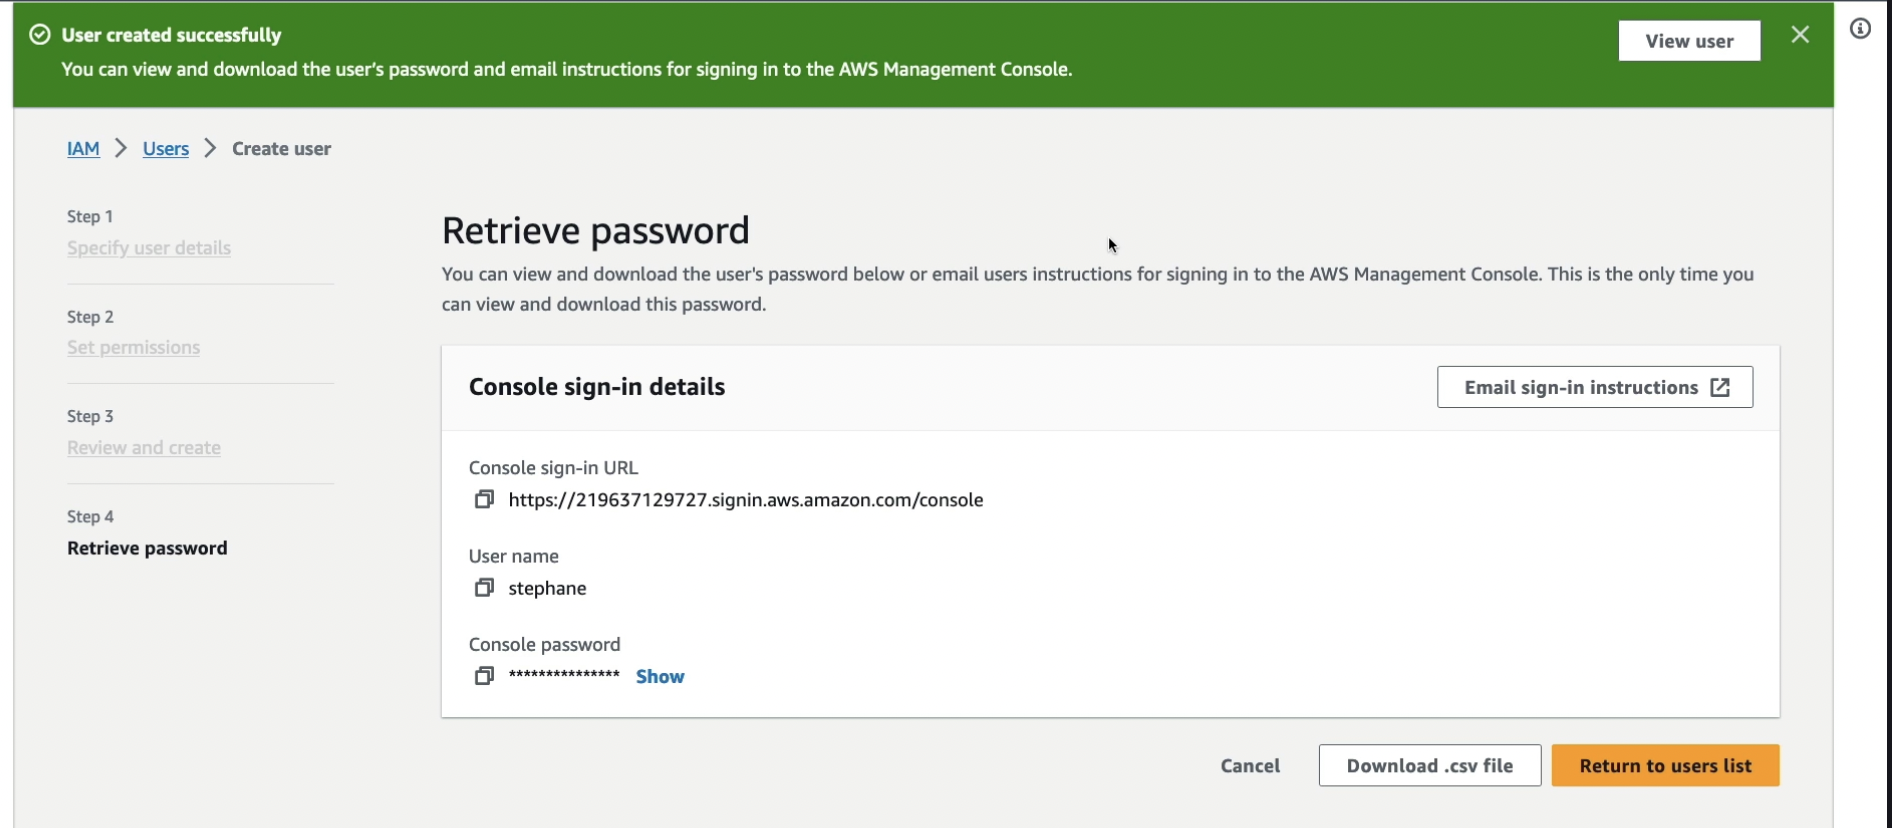 User created successfully
You can view and download the user's password and email instructions for signing in to the AWS Management Console.
View user
IAM > Users > Create user
Step 1
Specify user details
Step 2
Set permissions
Step 3
Review and create
Step 4
Retrieve password
Retrieve password
You can view and download the user's password below or email users instructions for signing in to the AWS Management Console. This is the only time you
can view and download this password.
Console sign-in details
Email sign-in instructions
Console sign-in URL
https://219637129727.signin.aws.amazon.com/console
User name
stephane
Console password
*************** Show
Cancel
Download .csv file
Return to users list